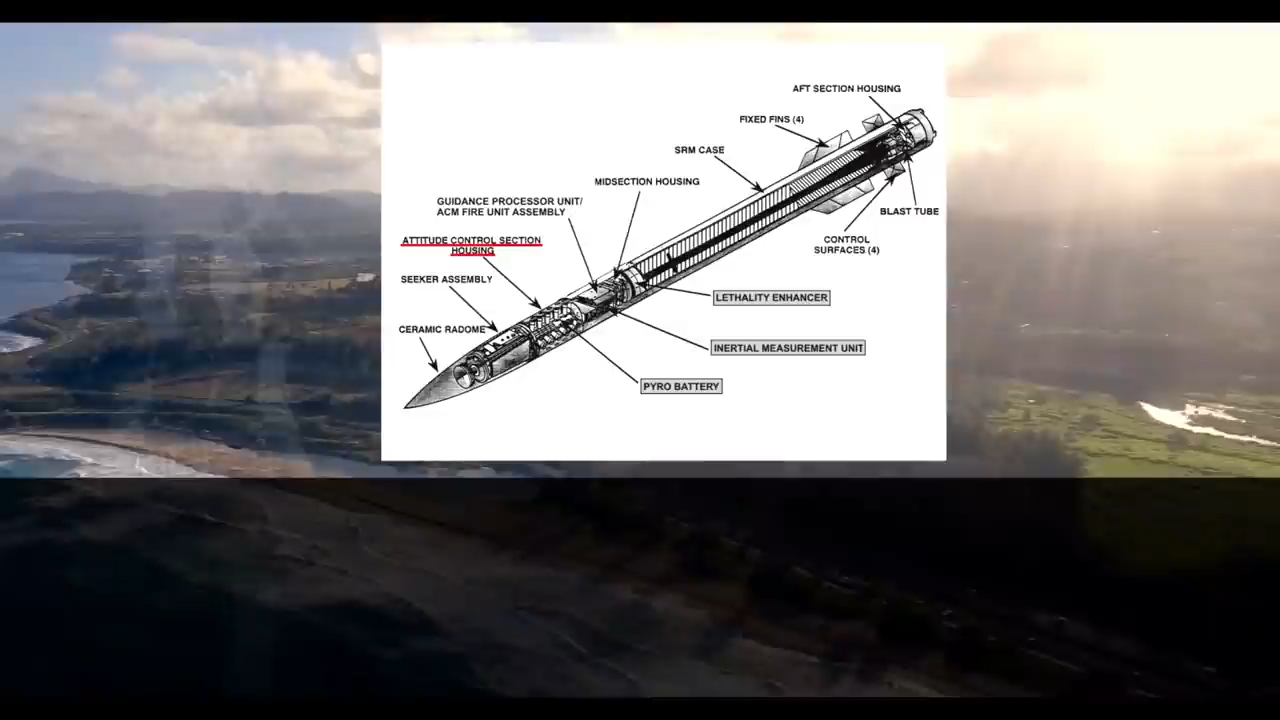 AFT SECTION HOUSING
FIXED FINS (4)
SRM CASE
MIDSECTION HOUSING
GUIDANCE PROCESSOR UNIT/
ACM FIRE UNIT ASSEMBLY
ATTITUDE CONTROL SECTION
HOUSING
SEEKER ASSEMBLY
CERAMIC RADOME
BLAST TUBE
CONTROL
SURFACES (4)
LETHALITY ENHANCER
INERTIAL MEASUREMENT UNIT
PYRO BATTERY